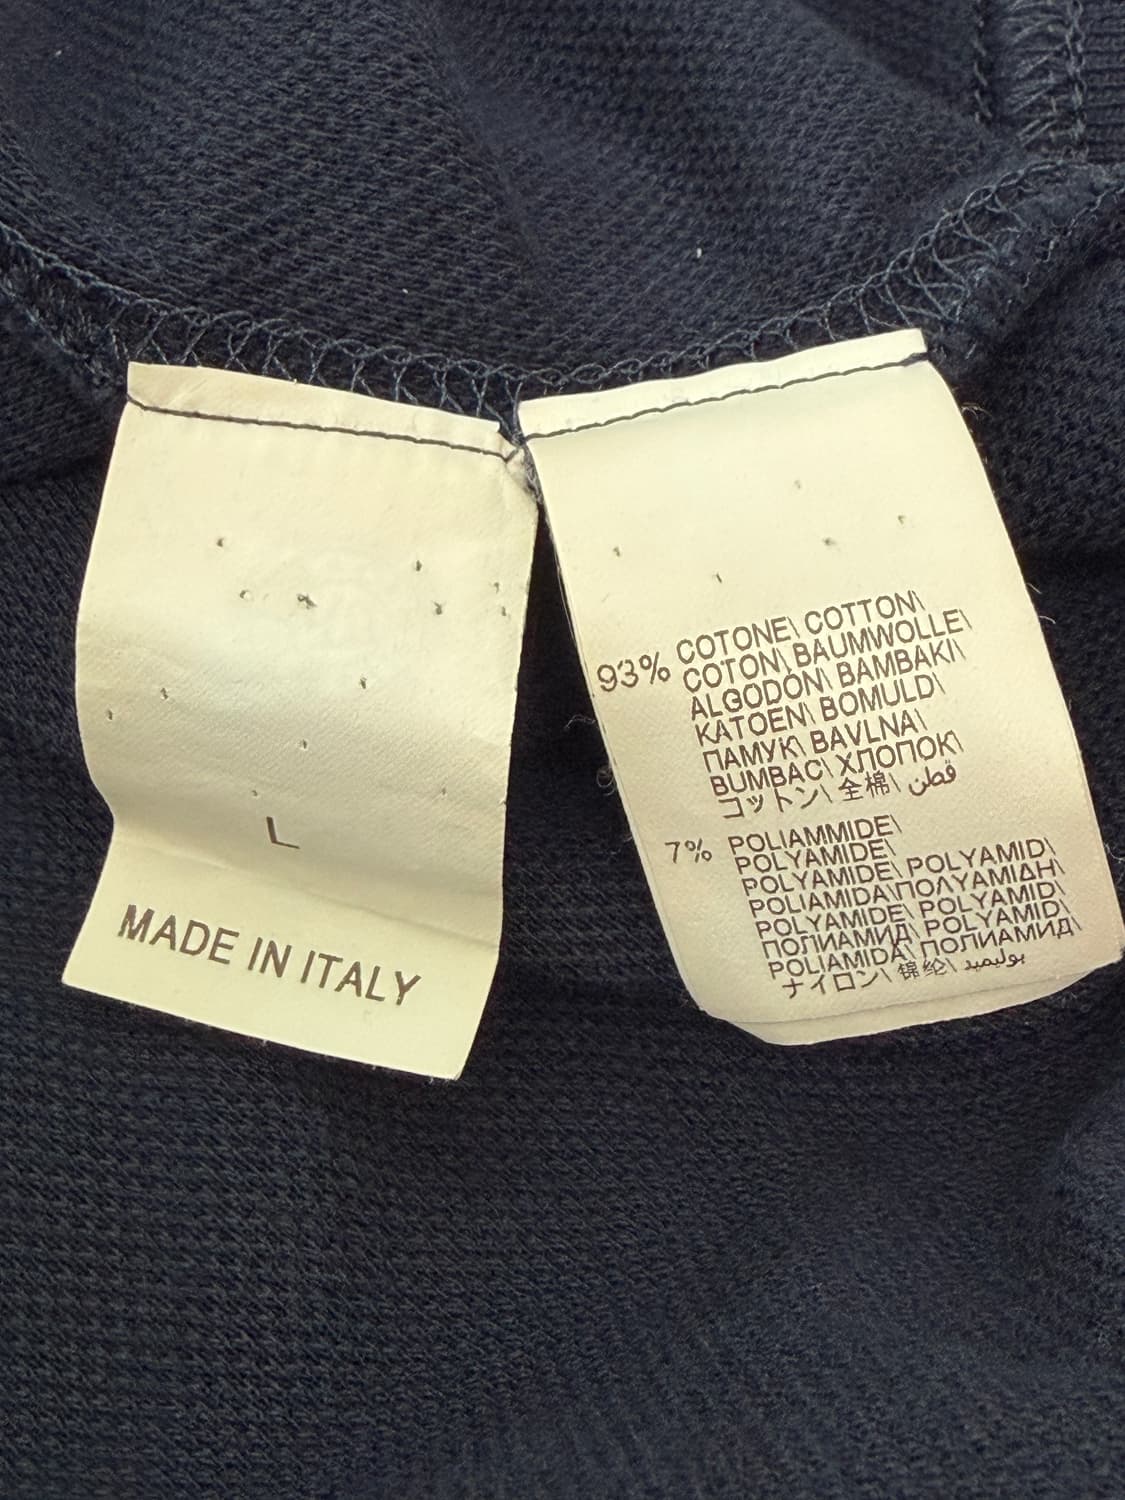 L
MADE IN ITALY
93% COTONE\ COTTON\
COTON\ BAUMWOLLE\
ALGODÓN\ BAMBAKI\
KATOEN\ BOMULD\
ПАМУК\ BAVLNA\
BUMBAC\ ХЛОПОК\
コットン\ 全棉\ قطن
7% POLIAMMIDE\
POLYAMIDE\
POLYAMIDE\ POLYAMID\
POLIAMIDA\ΠΟΛΥΑΜΙΔΗ\
POLYAMIDE\ POLYAMID\
ПОЛИАМИД\ POLYAMID\
POLIAMIDA\ ПОЛИАМИД\
ナイロン\ 锦纶\ بوليميد